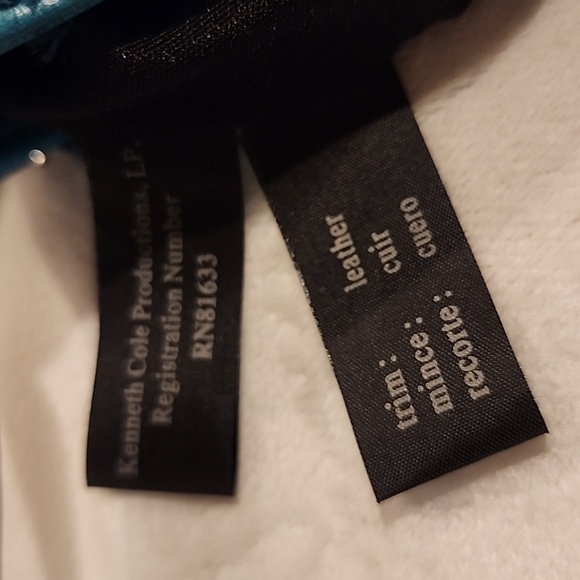 Kenneth Cole Productions, LP.
Registration Number
RN81633
trim: leather
mince: cuir
recorte: cuero